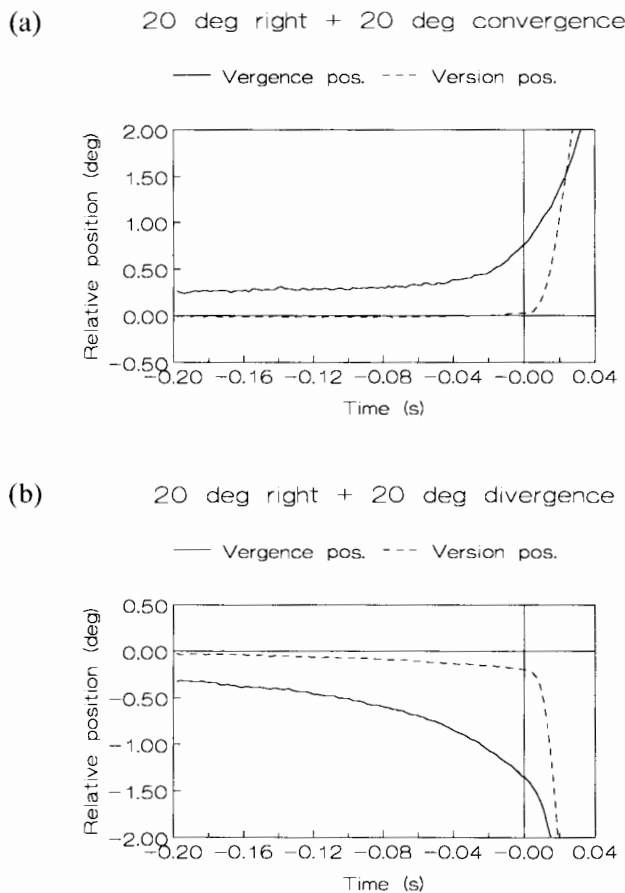 (a) 20 deg right + 20 deg convergence
Vergence pos. Version pos.
2.00
1.50
1.00
0.50
0.00
−0.50
Relative position (deg)
−0.20 −0.16 −0.12 −0.08 −0.04 −0.00 0.04
Time (s)
(b) 20 deg right + 20 deg divergence
Vergence pos. Version pos.
0.50
0.00
−0.50
−1.00
−1.50
−2.00
Relative position (deg)
−0.20 −0.16 −0.12 −0.08 −0.04 −0.00 0.04
Time (s)